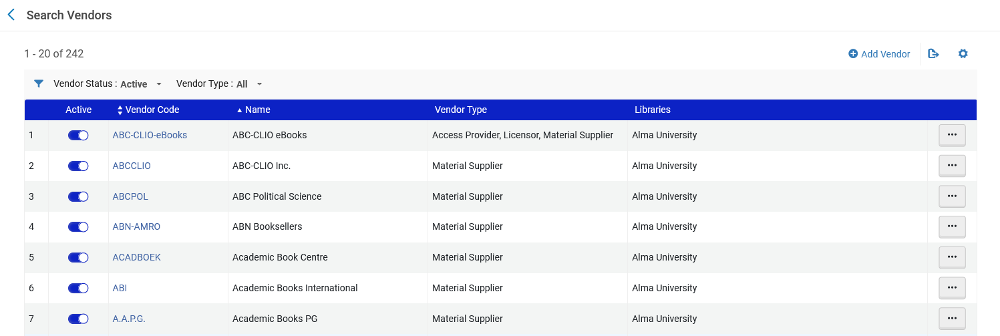 Search Vendors
1 - 20 of 242
Add Vendor
Vendor Status : Active Vendor Type : All
Active Vendor Code Name Vendor Type Libraries
1 ABC-CLIO-eBooks ABC-CLIO eBooks Access Provider, Licensor, Material Supplier Alma University
2 ABCCLIO ABC-CLIO Inc. Material Supplier Alma University
3 ABCPOL ABC Political Science Material Supplier Alma University
4 ABN-AMRO ABN Booksellers Material Supplier Alma University
5 ACADBOEK Academic Book Centre Material Supplier Alma University
6 ABI Academic Books International Material Supplier Alma University
7 A.A.P.G. Academic Books PG Material Supplier Alma University